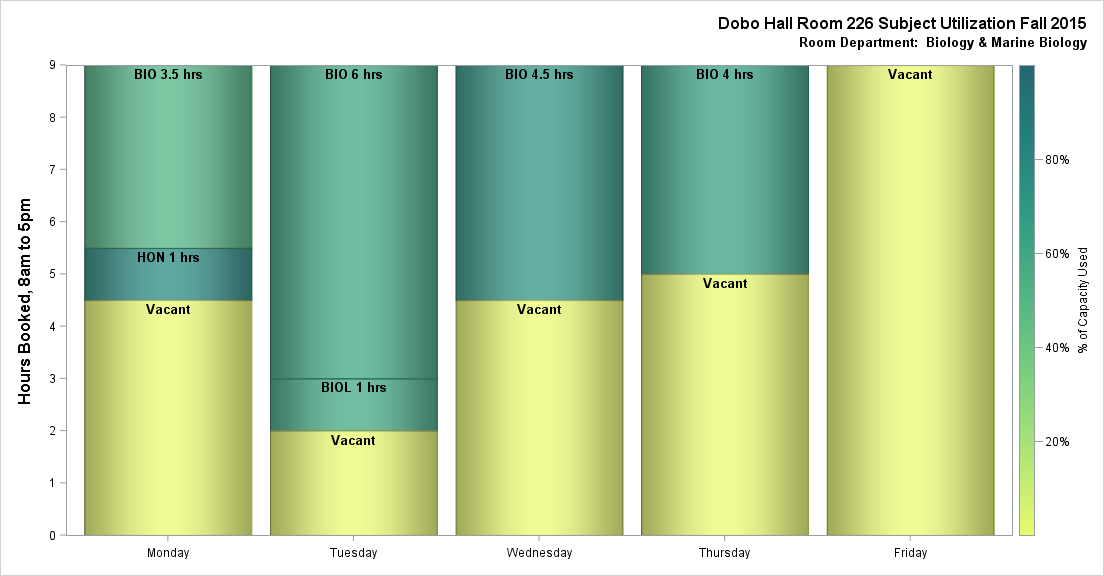 Dobo Hall Room 226 Subject Utilization Fall 2015
Room Department: Biology & Marine Biology
Hours Booked, 8am to 5pm
9
8
7
6
5
4
3
2
1
0
BIO 3.5 hrs
HON 1 hrs
Vacant
BIO 6 hrs
BIOL 1 hrs
Vacant
BIO 4.5 hrs
Vacant
BIO 4 hrs
Vacant
Vacant
Monday
Tuesday
Wednesday
Thursday
Friday
80%
60%
40%
20%
% of Capacity Used